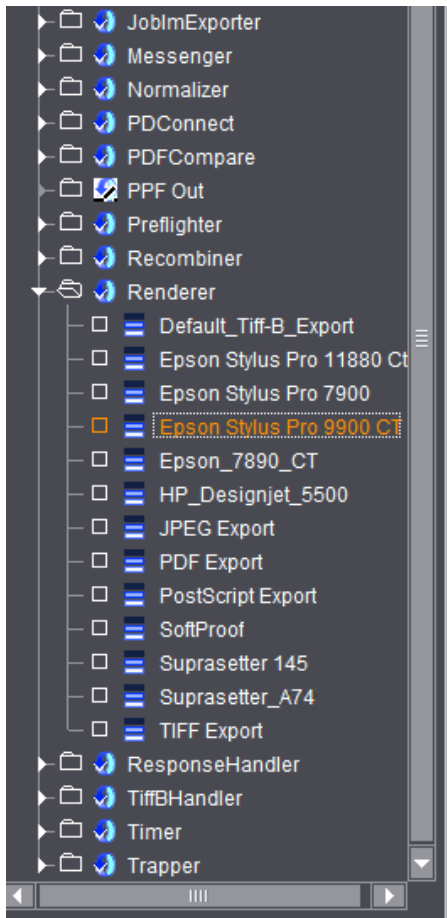 JobImExporter
Messenger
Normalizer
PDConnect
PDFCompare
PPF Out
Preflighter
Recombiner
Renderer
Default_Tiff-B_Export
Epson Stylus Pro 11880 Ct
Epson Stylus Pro 7900
Epson Stylus Pro 9900 CT
Epson_7890_CT
HP_Designjet_5500
JPEG Export
PDF Export
PostScript Export
SoftProof
Suprasetter 145
Suprasetter_A74
TIFF Export
ResponseHandler
TiffBHandler
Timer
Trapper